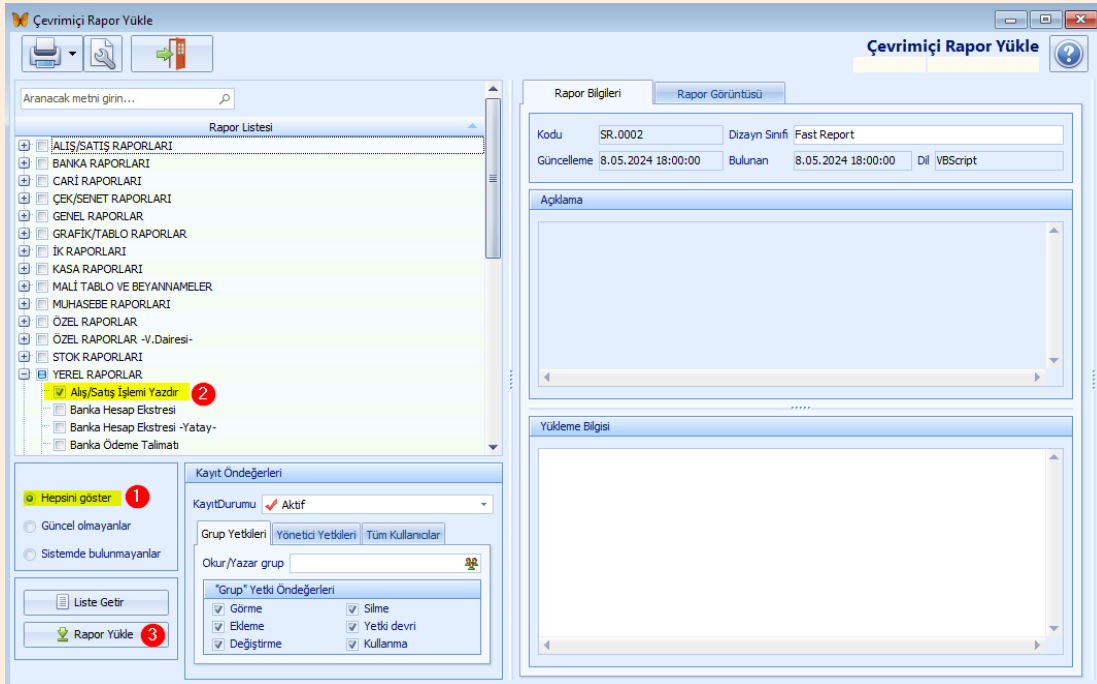 Çevrimiçi Rapor Yükle
Çevrimiçi Rapor Yükle
Aranacak metni girin...
Rapor Listesi
ALIŞ/SATIŞ RAPORLARI
BANKA RAPORLARI
CARİ RAPORLARI
ÇEK/SENET RAPORLARI
GENEL RAPORLAR
GRAFİK/TABLO RAPORLAR
İK RAPORLARI
KASA RAPORLARI
MALİ TABLO VE BEYANNAMELER
MUHASEBE RAPORLARI
ÖZEL RAPORLAR
ÖZEL RAPORLAR -V.Dairesi-
STOK RAPORLARI
YEREL RAPORLAR
Alış/Satış İşlemi Yazdır 2
Banka Hesap Ekstresi
Banka Hesap Ekstresi -Yatay-
Banka Ödeme Talimatı
Hepsini göster 1
Güncel olmayanlar
Sistemde bulunmayanlar
Liste Getir
Rapor Yükle 3
Kayıt Öndeğerleri
KayıtDurumu Aktif
Grup Yetkileri Yönetici Yetkileri Tüm Kullanıcılar
Okur/Yazar grup
"Grup" Yetki Öndeğerleri
Görme Silme
Ekleme Yetki devri
Değiştirme Kullanma
Rapor Bilgileri Rapor Görüntüsü
Kodu SR.0002 Dizayn Sınıfı Fast Report
Güncelleme 8.05.2024 18:00:00 Bulunan 8.05.2024 18:00:00 Dil VBScript
Açıklama
Yükleme Bilgisi